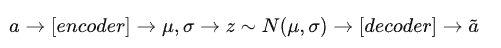 a → [encoder] → μ, σ → z ∼ N(μ, σ) → [decoder] → ã